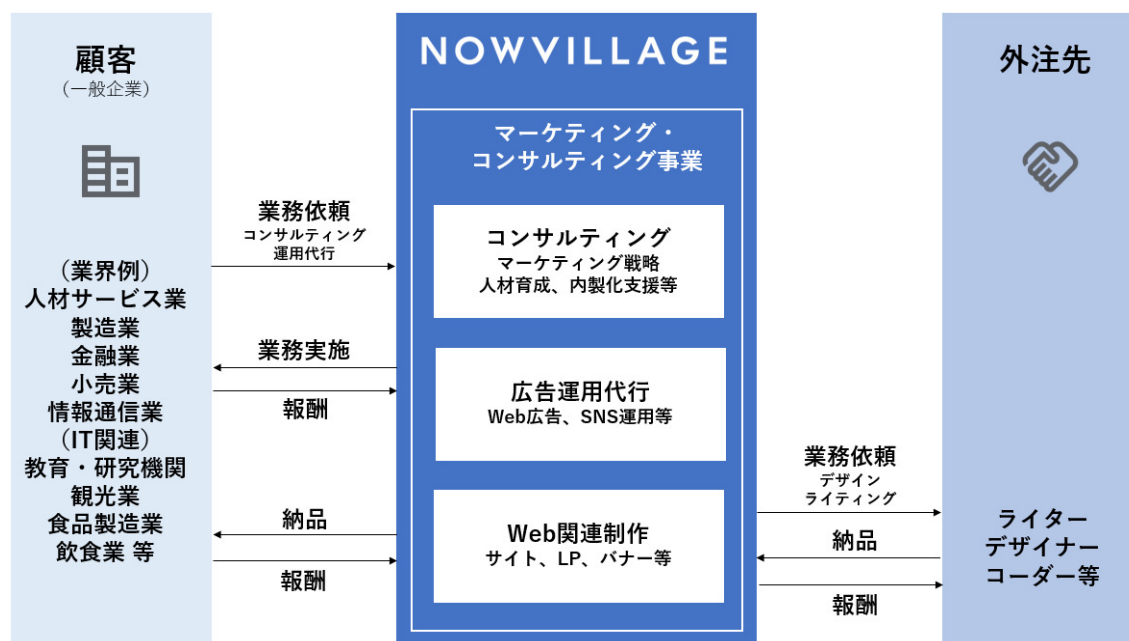 顧客
（一般企業）
（業界例）
人材サービス業
製造業
金融業
小売業
情報通信業
（IT関連）
教育・研究機関
観光業
食品製造業
飲食業 等
業務依頼
コンサルティング
運用代行
業務実施
報酬
納品
報酬
NOWVILLAGE
マーケティング・
コンサルティング事業
コンサルティング
マーケティング戦略
人材育成、内製化支援等
広告運用代行
Web広告、SNS運用等
Web関連制作
サイト、LP、バナー等
業務依頼
デザイン
ライティング
納品
報酬
外注先
ライター
デザイナー
コーダー等